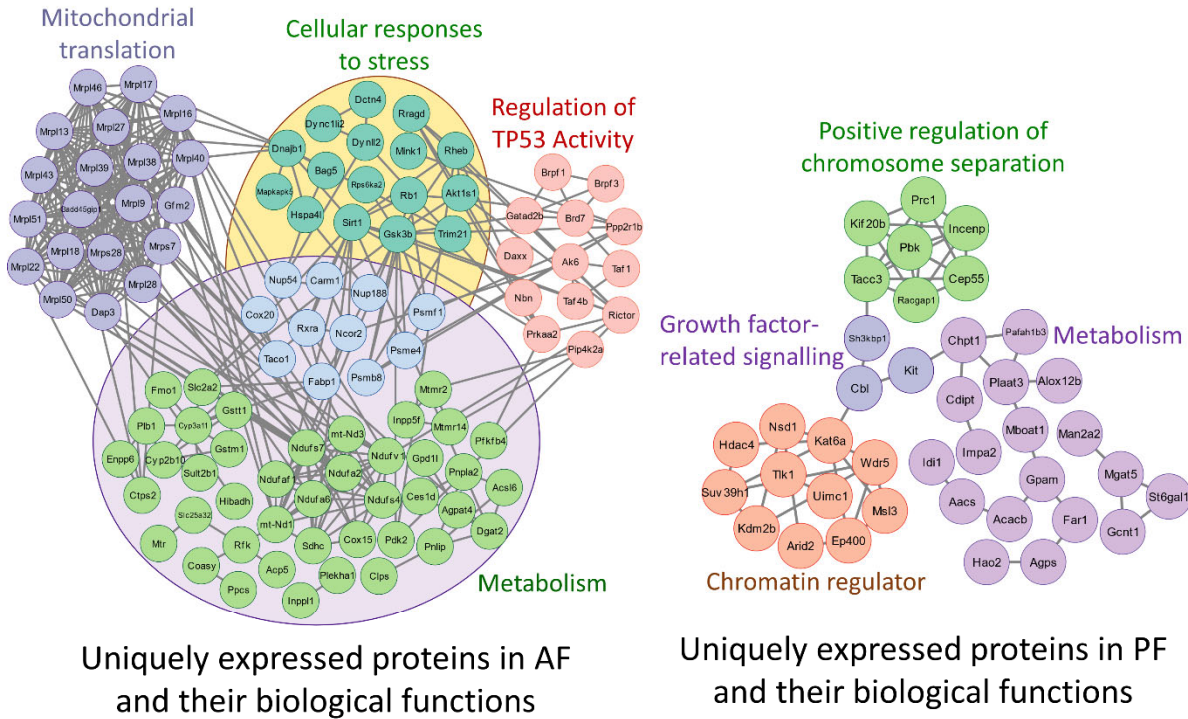 Mitochondrial
translation
Cellular responses
to stress
Regulation of
TP53 Activity
Mrpl46
Mrpl17
Mrpl16
Mrpl13
Mrpl27
Mrpl43
Mrpl39
Mrpl38
Mrpl40
Mrpl51
Gadd45gip1
Mrpl9
Gfm2
Mrpl22
Mrpl18
Mrps28
Mrps7
Mrpl50
Mrpl28
Dap3
Dctn4
Rragd
Dync1li2
Dynll2
Mink1
Rheb
Dnajb1
Bag5
Mapkapk5
Rps6ka2
Rb1
Akt1s1
Hspa4l
Sirt1
Gsk3b
Trim21
Brpf1
Brpf3
Gatad2b
Brd7
Ppp2r1b
Daxx
Ak6
Taf1
Nbn
Taf4b
Rictor
Prkaa2
Pip4k2a
Nup54
Carm1
Nup188
Cox20
Rxra
Ncor2
Psmf1
Taco1
Psme4
Fabp1
Psmb8
Fmo1
Slc2a2
Mtmr2
Plb1
Cyp3a11
Gstt1
Inpp5f
Mtmr14
Pfkfb4
Enpp6
Cyp2b10
Gstm1
Ndufs7
mt-Nd3
Ndufv1
Gpd1l
Sult2b1
Ctps2
Hibadh
Ndufaf1
Ndufa2
Pnpla2
Acsl6
Ndufa6
Ndufs4
Ces1d
Agpat4
Slc25a32
mt-Nd1
Dgat2
Mtr
Rfk
Sdhc
Cox15
Pdk2
Pnlip
Coasy
Acp5
Plekha1
Clps
Ppcs
Inppl1
Metabolism
Uniquely expressed proteins in AF
and their biological functions
Positive regulation of
chromosome separation
Prc1
Kif20b
Incenp
Pbk
Tacc3
Cep55
Racgap1
Growth factor-
related signalling
Sh3kbp1
Kit
Cbl
Metabolism
Chpt1
Pafah1b3
Plaat3
Alox12b
Cdipt
Mboat1
Man2a2
Idi1
Impa2
Mgat5
St6gal1
Aacs
Gpam
Acacb
Far1
Gcnt1
Hao2
Agps
Nsd1
Hdac4
Kat6a
Tlk1
Wdr5
Suv39h1
Uimc1
Msl3
Kdm2b
Arid2
Ep400
Chromatin regulator
Uniquely expressed proteins in PF
and their biological functions